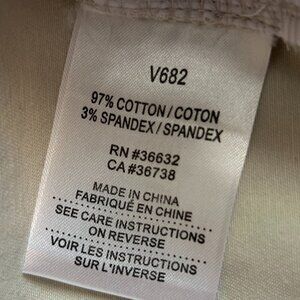 V682
97% COTTON / COTON
3% SPANDEX / SPANDEX
RN #36632
CA #36738
MADE IN CHINA
FABRIQUÉ EN CHINE
SEE CARE INSTRUCTIONS
ON REVERSE
VOIR LES INSTRUCTIONS
SUR L'INVERSE